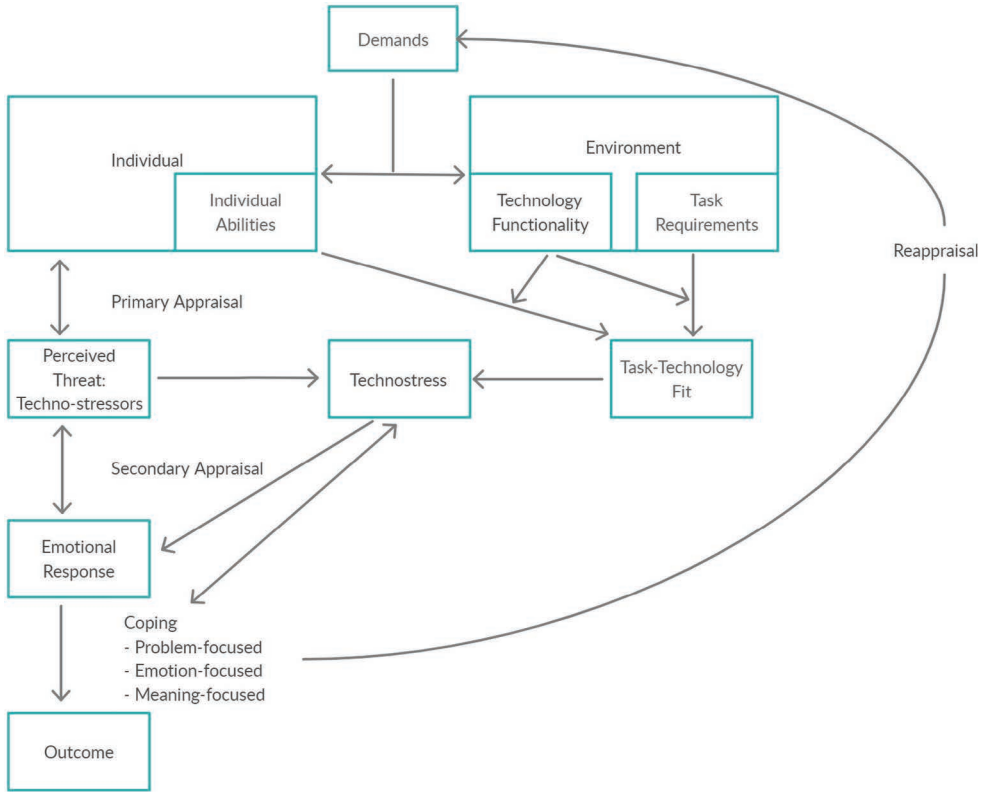 Demands
Individual
Individual
Abilities
Environment
Technology
Functionality
Task
Requirements
Reappraisal
Primary Appraisal
Perceived
Threat:
Techno-stressors
Technostress
Task-Technology
Fit
Secondary Appraisal
Emotional
Response
Coping
- Problem-focused
- Emotion-focused
- Meaning-focused
Outcome